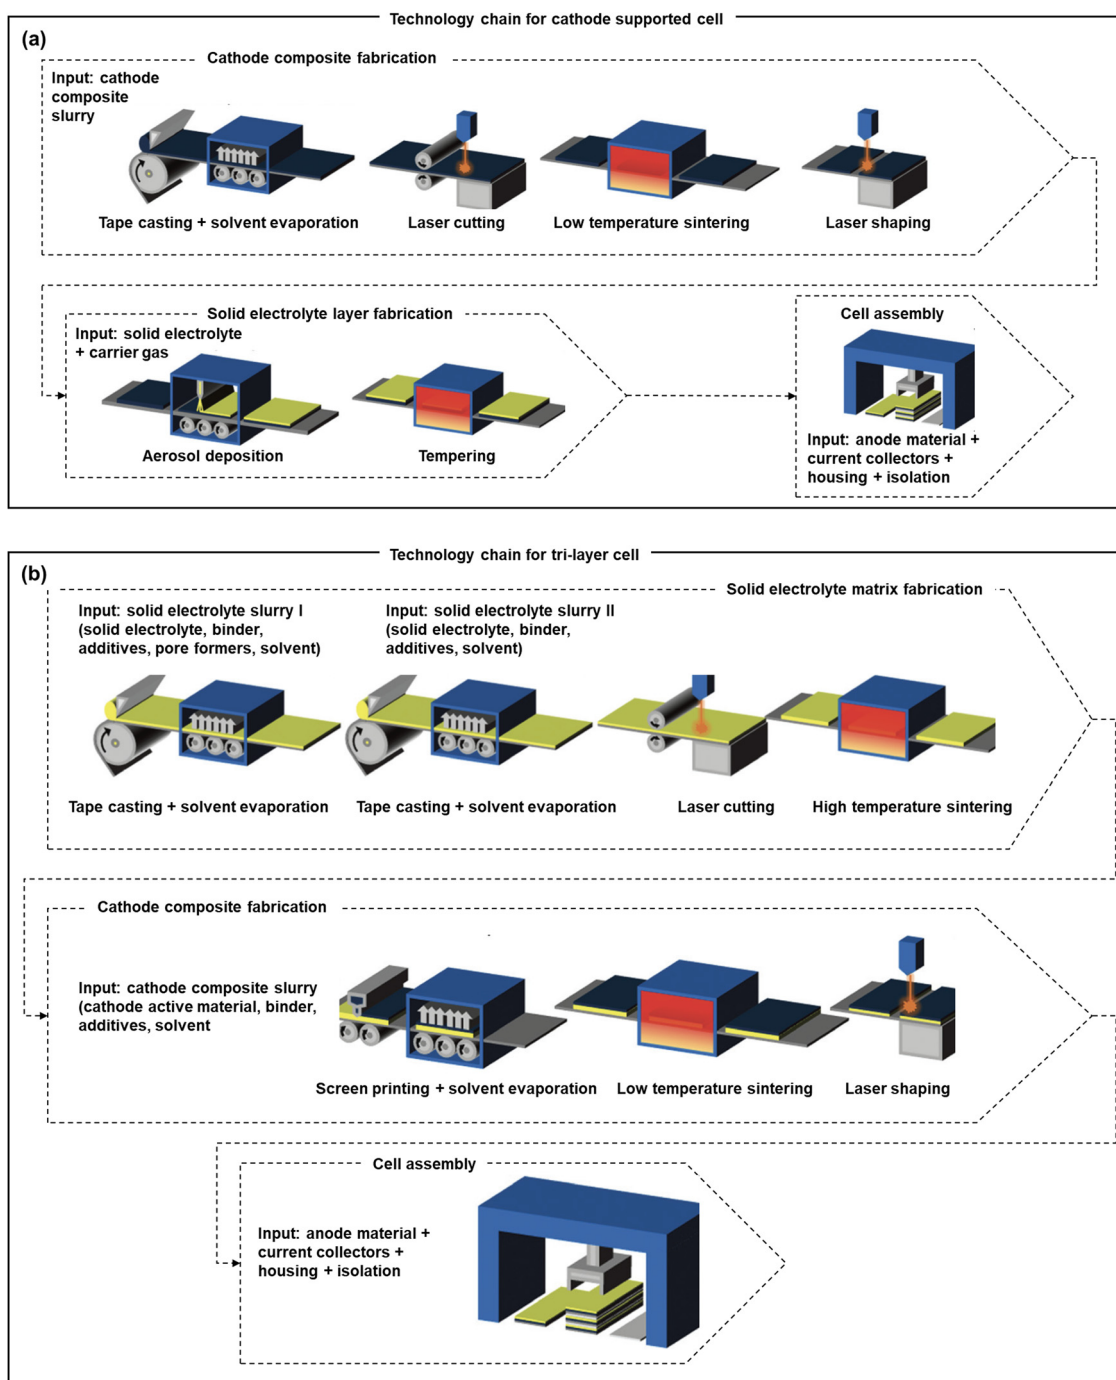 Technology chain for cathode supported cell
(a)
Cathode composite fabrication
Input: cathode
composite
slurry
Tape casting + solvent evaporation
Laser cutting
Low temperature sintering
Laser shaping
Solid electrolyte layer fabrication
Input: solid electrolyte
+ carrier gas
Aerosol deposition
Tempering
Cell assembly
Input: anode material +
current collectors +
housing + isolation
Technology chain for tri-layer cell
(b)
Solid electrolyte matrix fabrication
Input: solid electrolyte slurry I
(solid electrolyte, binder,
additives, pore formers, solvent)
Input: solid electrolyte slurry II
(solid electrolyte, binder,
additives, solvent)
Tape casting + solvent evaporation
Tape casting + solvent evaporation
Laser cutting
High temperature sintering
Cathode composite fabrication
Input: cathode composite slurry
(cathode active material, binder,
additives, solvent
Screen printing + solvent evaporation
Low temperature sintering
Laser shaping
Cell assembly
Input: anode material +
current collectors +
housing + isolation